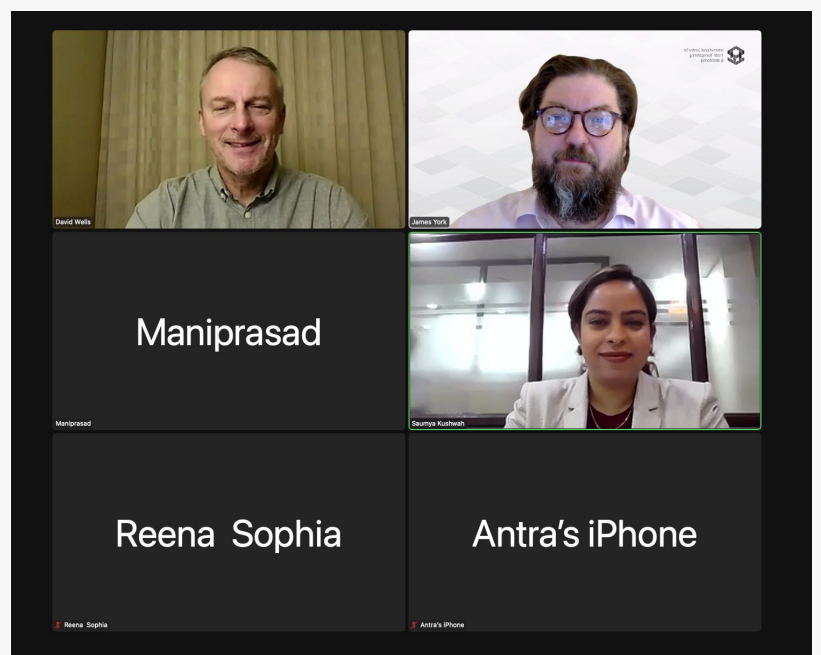 David Wells
James York
Maniprasad
Maniprasad
Saumya Kushwah
Reena  Sophia
Antra's iPhone
Reena  Sophia
Antra's iPhone